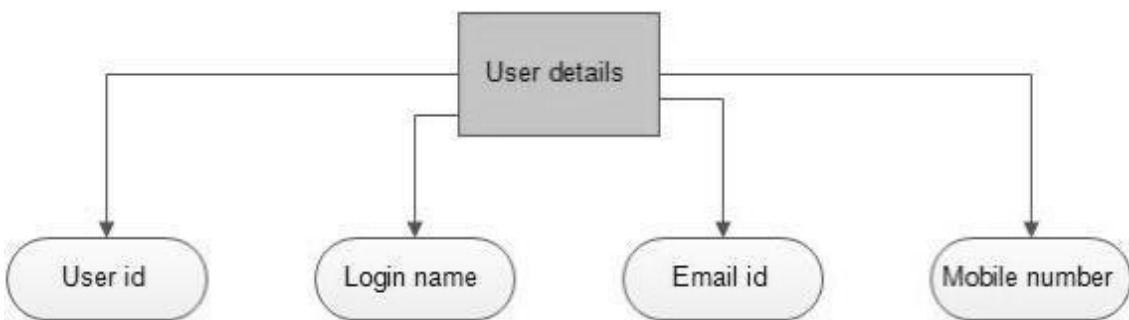 User details
User id
Login name
Email id
Mobile number